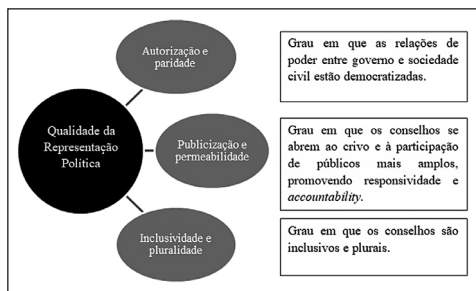 Autorização e
paridade
Grau em que as relações de
poder entre governo e sociedade
civil estão democratizadas.
Qualidade da
Representação
Política
Publicização e
permeabilidade
Grau em que os conselhos se
abrem ao crivo e à participação
de públicos mais amplos,
promovendo responsividade e
accountability.
Inclusividade e
pluralidade
Grau em que os conselhos são
inclusivos e plurais.